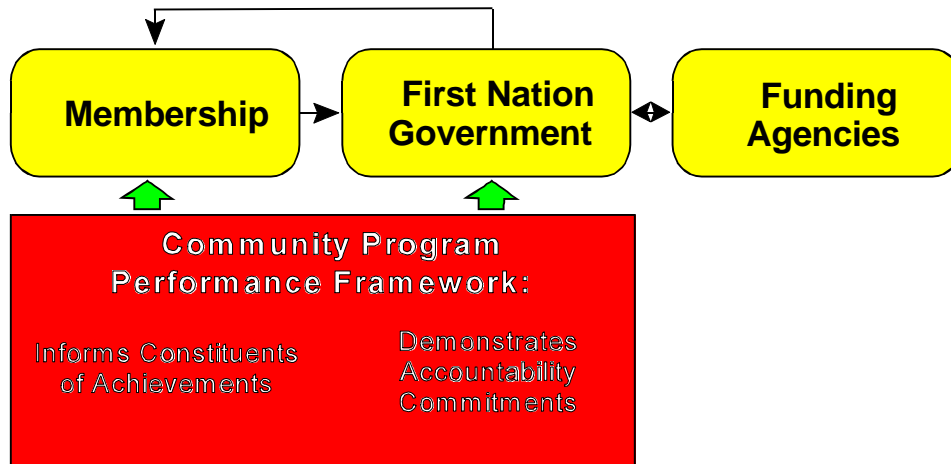 Membership
First Nation
Government
Funding
Agencies
Community Program
Performance Framework:
Informs Constituents
of Achievements
Demonstrates
Accountability
Commitments